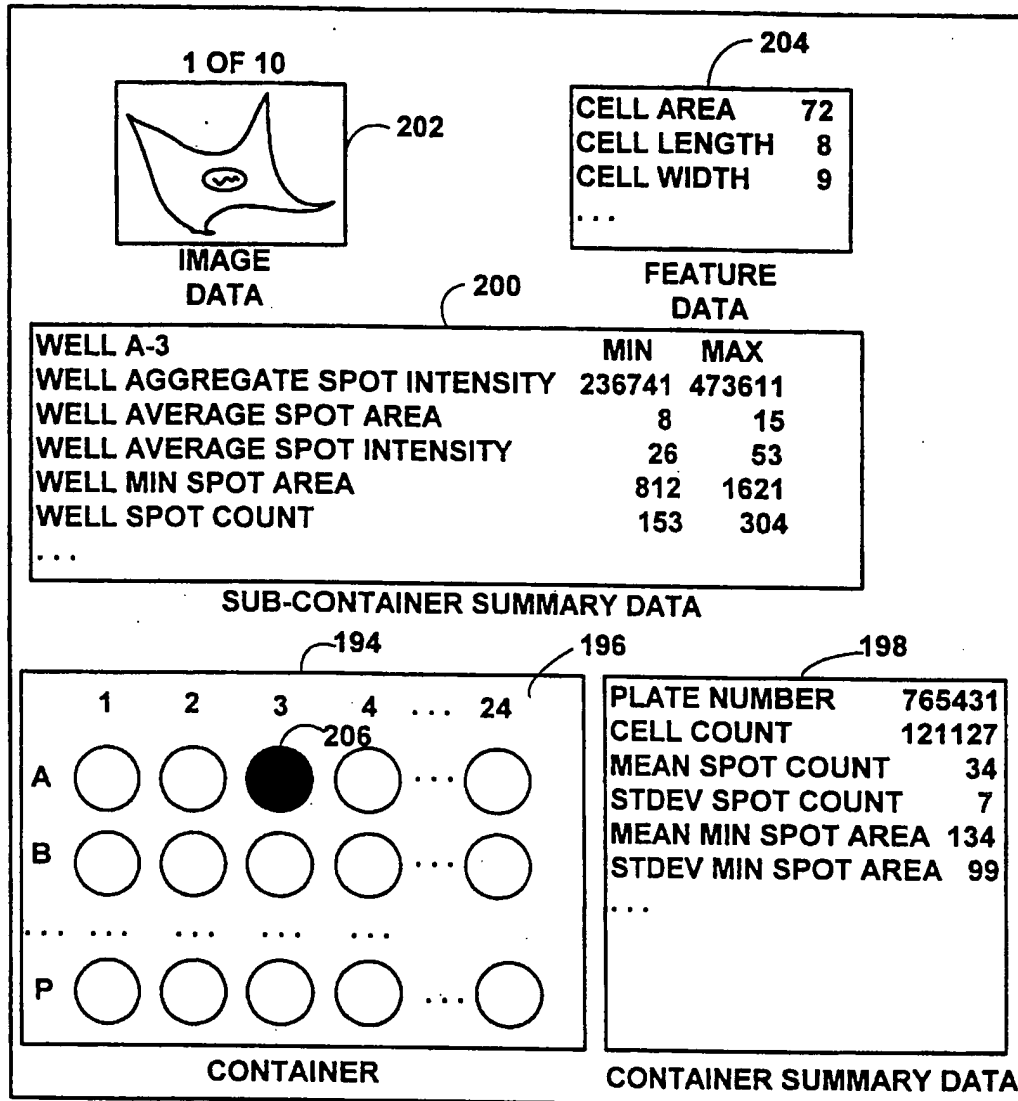 1 OF 10
202
IMAGE
DATA
204
CELL AREA 72
CELL LENGTH 8
CELL WIDTH 9
...
FEATURE
DATA
200
WELL A-3 MIN MAX
WELL AGGREGATE SPOT INTENSITY 236741 473611
WELL AVERAGE SPOT AREA 8 15
WELL AVERAGE SPOT INTENSITY 26 53
WELL MIN SPOT AREA 812 1621
WELL SPOT COUNT 153 304
...
SUB-CONTAINER SUMMARY DATA
194
196
1 2 3 4 ... 24
206
A ...
B ...
... ... ... ... ...
P ...
CONTAINER
198
PLATE NUMBER 765431
CELL COUNT 121127
MEAN SPOT COUNT 34
STDEV SPOT COUNT 7
MEAN MIN SPOT AREA 134
STDEV MIN SPOT AREA 99
...
CONTAINER SUMMARY DATA